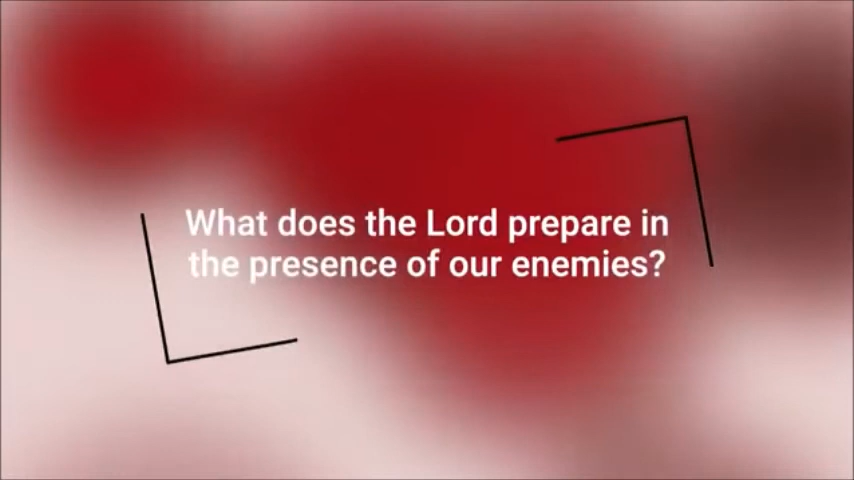 What does the Lord prepare in
the presence of our enemies?